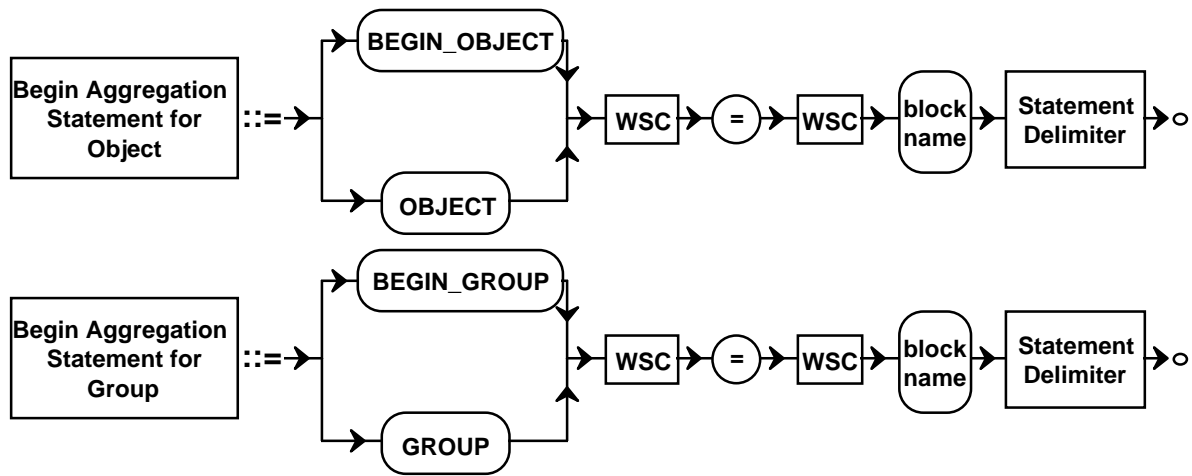 BEGIN_OBJECT
Begin Aggregation
Statement for
Object
::=
WSC
=
WSC
block
name
Statement
Delimiter
OBJECT
BEGIN_GROUP
Begin Aggregation
Statement for
Group
::=
WSC
=
WSC
block
name
Statement
Delimiter
GROUP